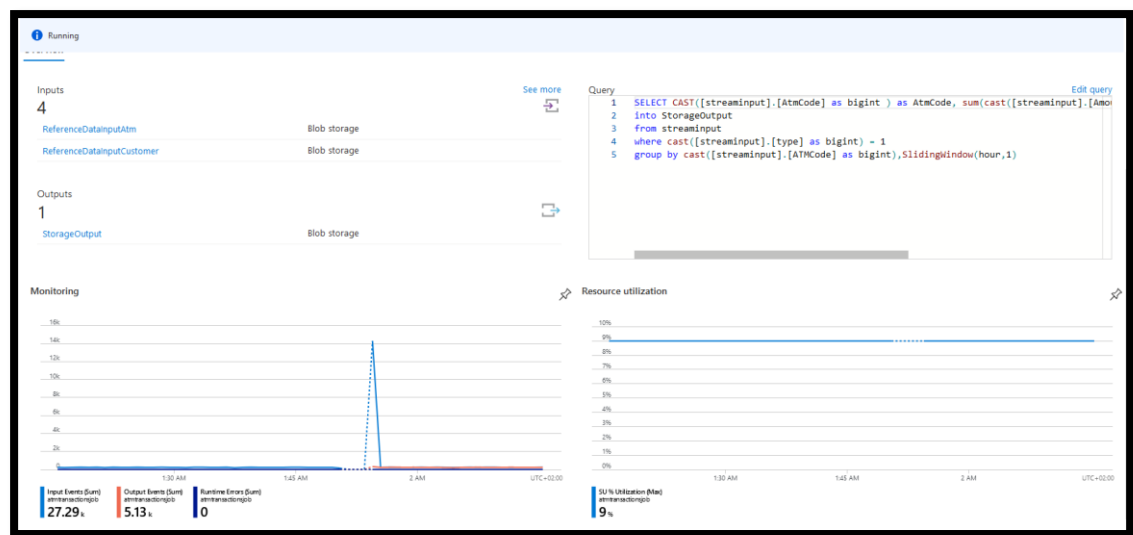 Running
Inputs
See more
4
ReferenceDataInputAtm Blob storage
ReferenceDataInputCustomer Blob storage
Outputs
1
StorageOutput Blob storage
Query
Edit query
1 SELECT CAST([streaminput].[AtmCode] as bigint ) as AtmCode, sum(cast([streaminput].[Amou
2 into StorageOutput
3 from streaminput
4 where cast([streaminput].[type] as bigint) = 1
5 group by cast([streaminput].[ATMCode] as bigint),SlidingWindow(hour,1)
Monitoring
16k
14k
12k
10k
8k
6k
4k
2k
0
1:30 AM 1:45 AM 2 AM UTC+02:00
Input Events (Sum)
atmtransactionsjob
27.29 k
Output Events (Sum)
atmtransactionsjob
5.13 k
Runtime Errors (Sum)
atmtransactionsjob
0
Resource utilization
10%
9%
8%
7%
6%
5%
4%
3%
2%
1%
0%
1:30 AM 1:45 AM 2 AM UTC+02:00
SU % Utilization (Max)
atmtransactionsjob
9 %